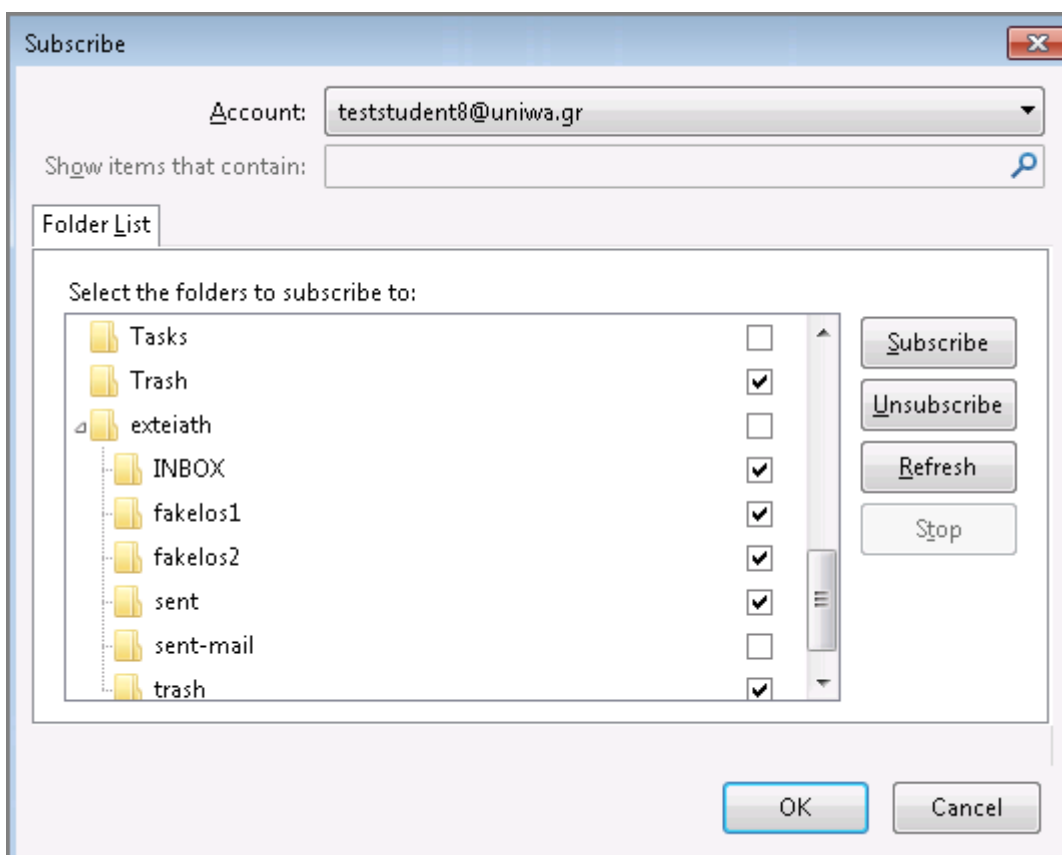 Subscribe
Account: teststudent8@uniwa.gr
Show items that contain:
Folder List
Select the folders to subscribe to:
Tasks
Subscribe
Trash
Unsubscribe
exteiath
INBOX
Refresh
fakelos1
Stop
fakelos2
sent
sent-mail
trash
OK Cancel